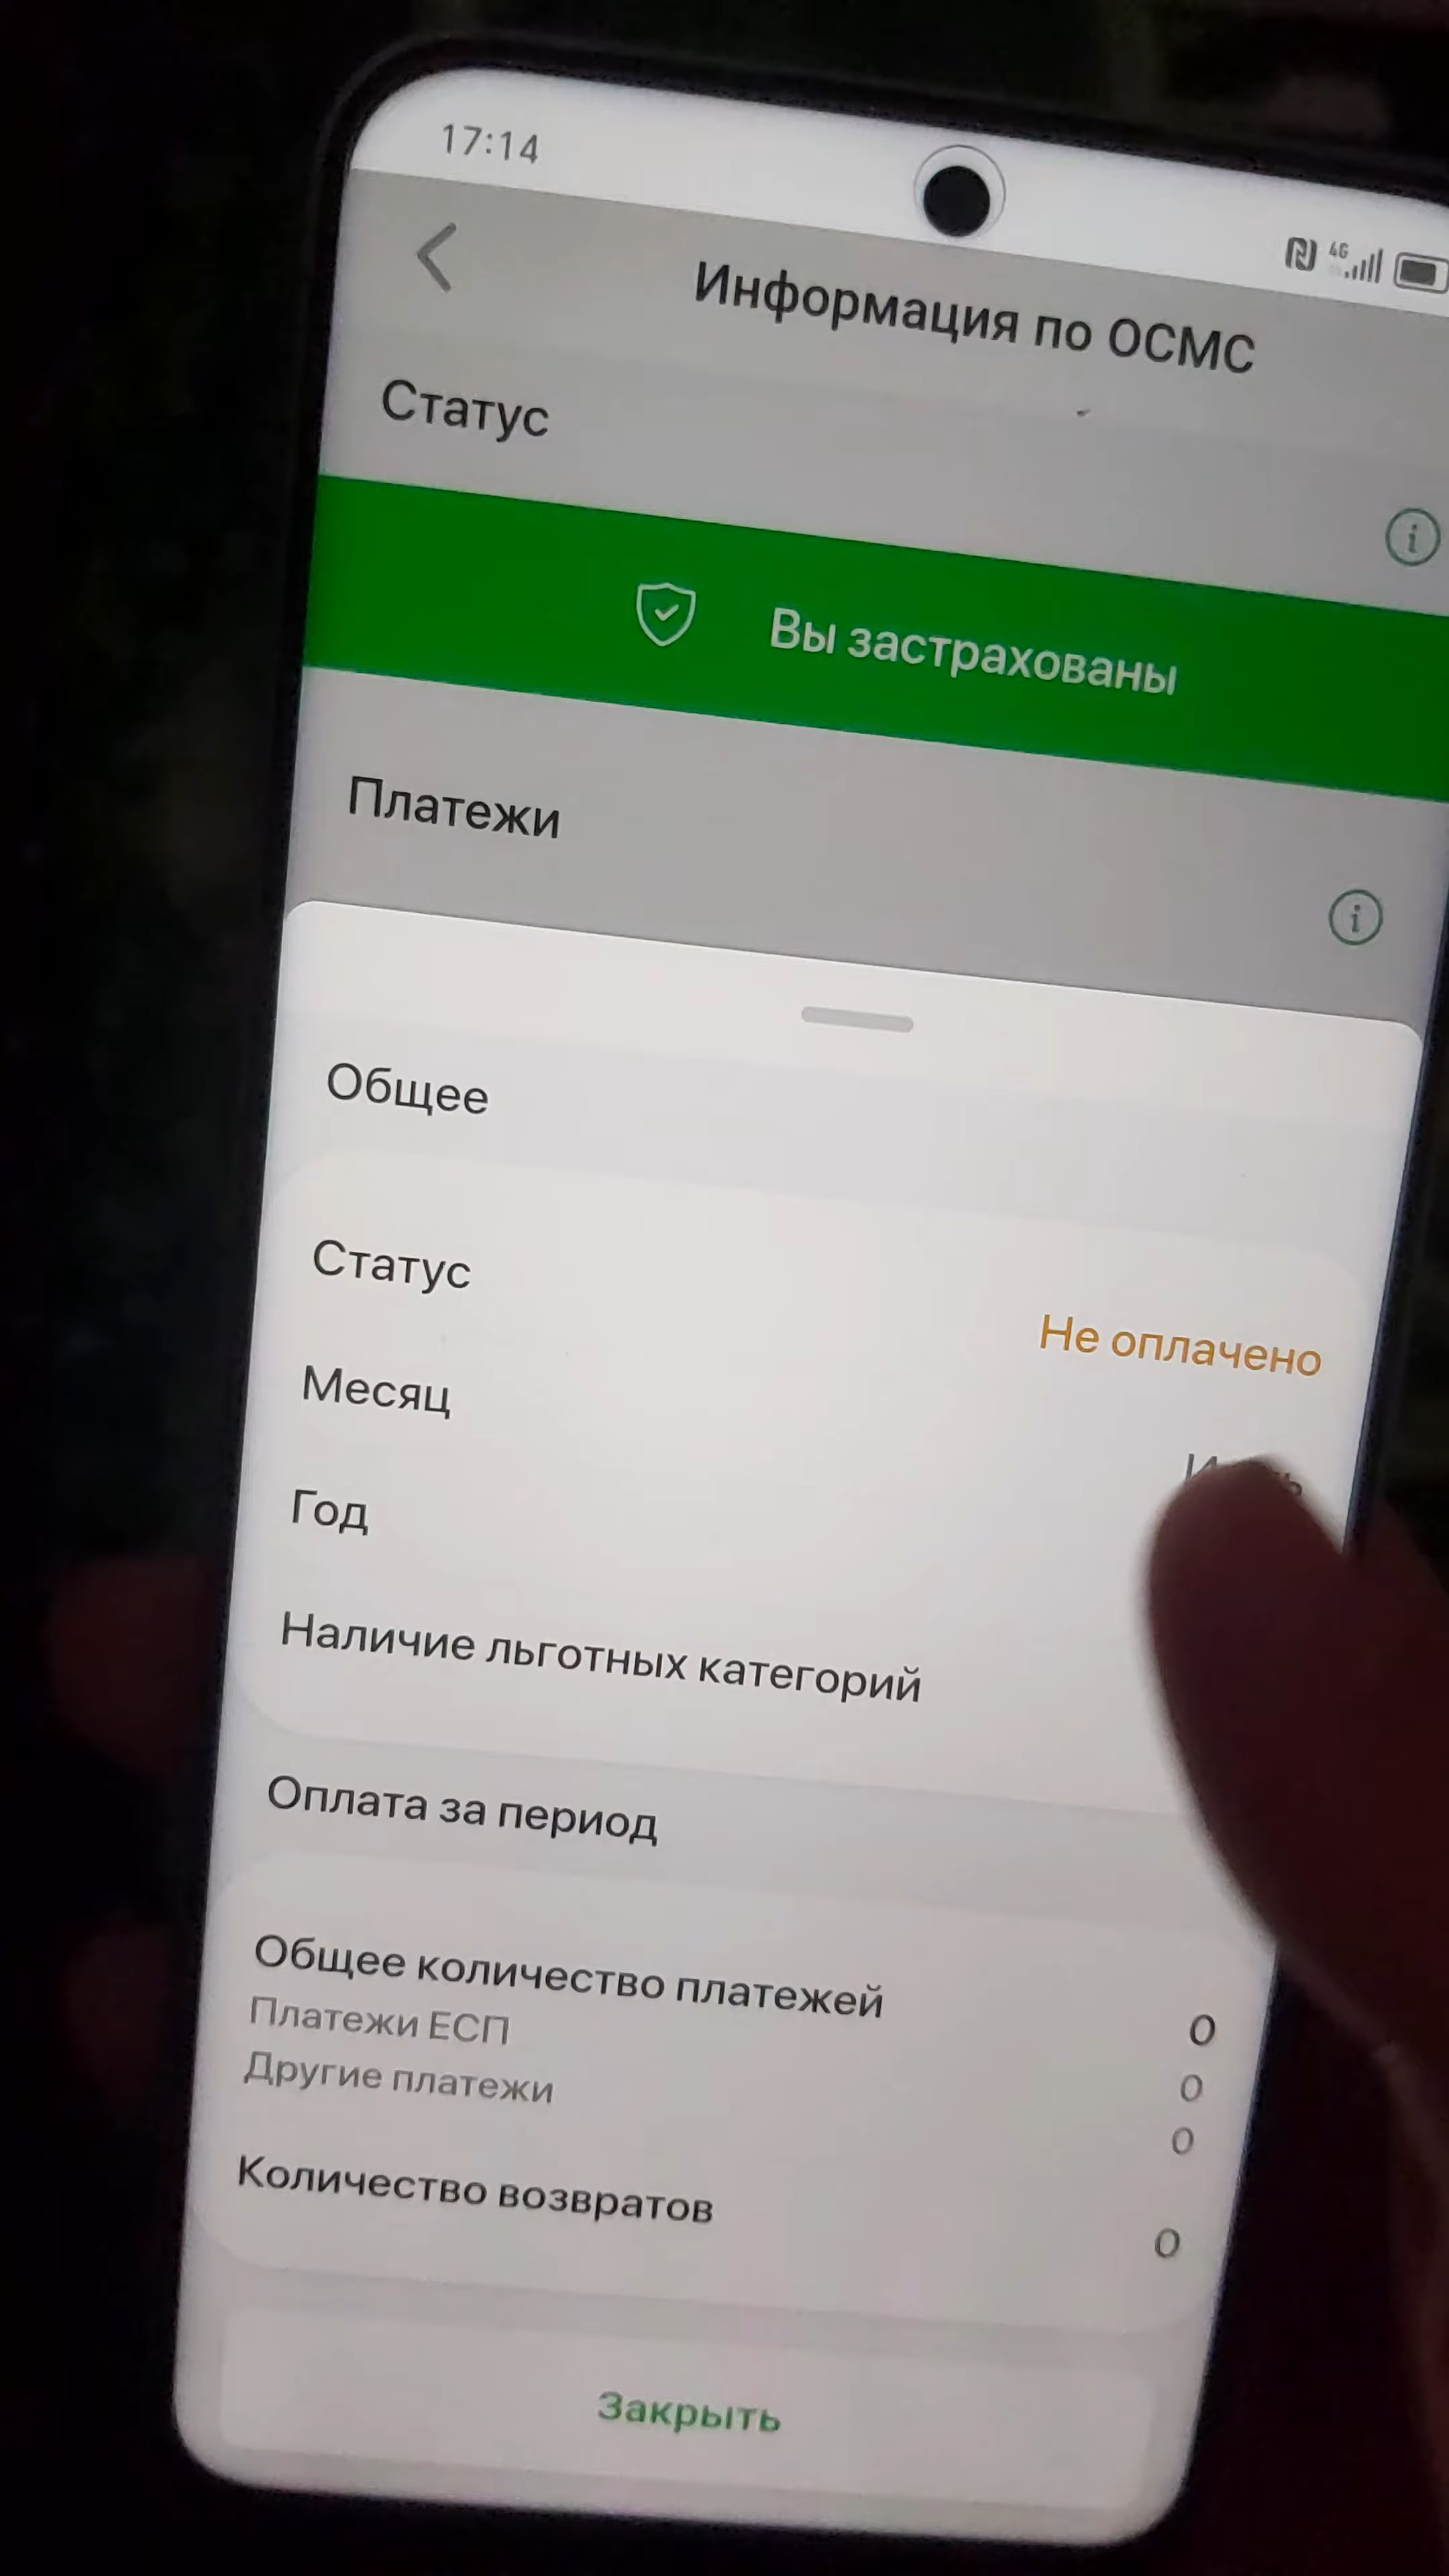 17:14
4G
Информация по ОСМС
Статус
Вы застрахованы
Платежи
Общее
Статус
Не оплачено
Месяц
Год
Наличие льготных категорий
Оплата за период
Общее количество платежей 0
Платежи ЕСП 0
Другие платежи 0
Количество возвратов 0
Закрыть